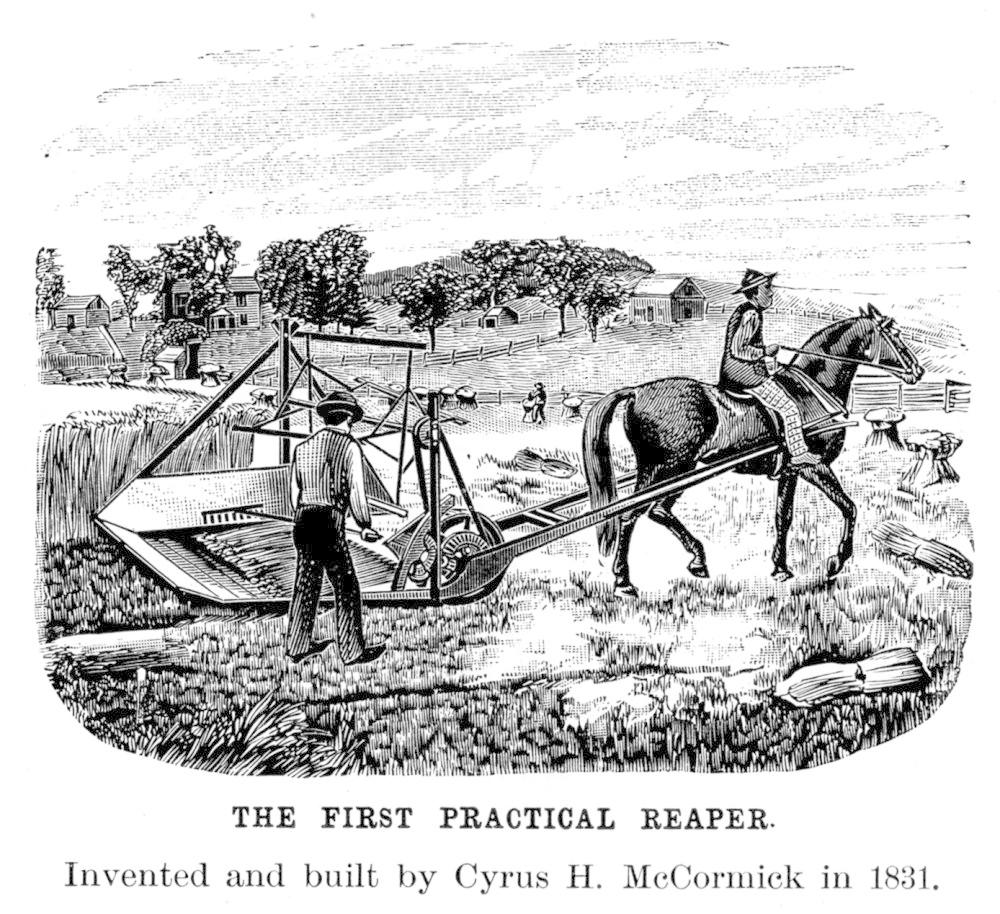 THE FIRST PRACTICAL REAPER.
Invented and built by Cyrus H. McCormick in 1831.